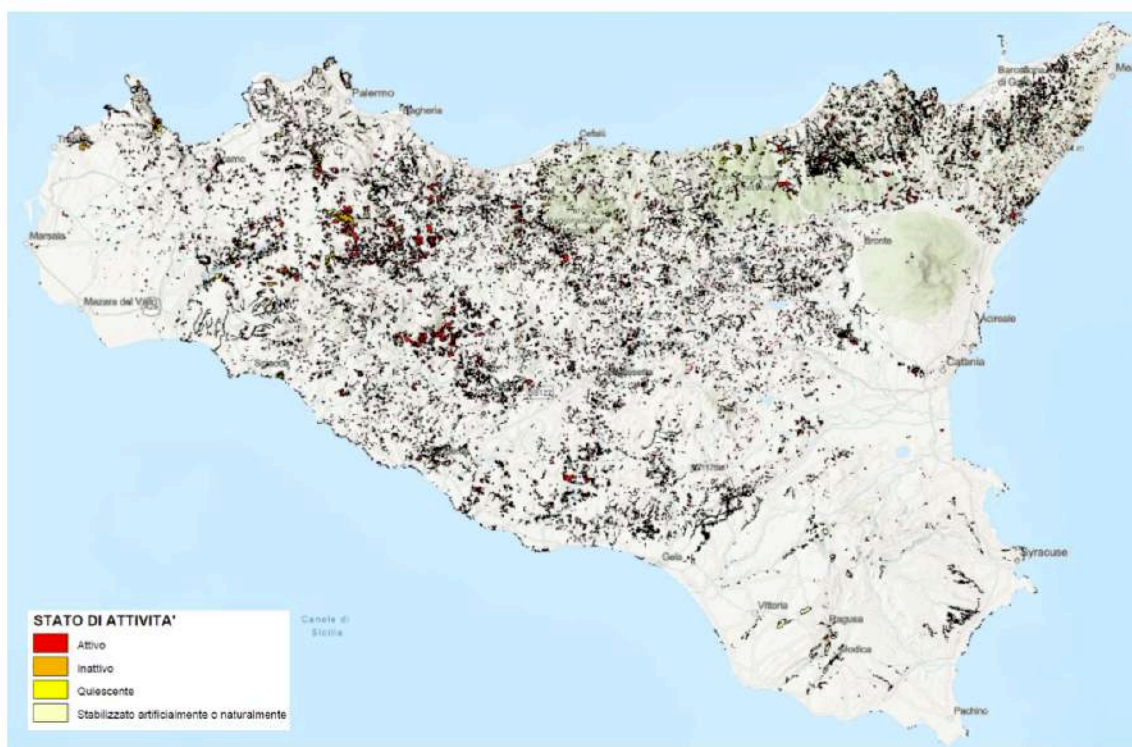 Palermo
Cefalù
Bronte
Marsala
Mazara del Vallo
Acireale
Catania
Gela
Syracuse
STATO DI ATTIVITA'
Attivo
Inattivo
Quiescente
Stabilizzato artificialmente o naturalmente
Canale di
Sicilia
Vittoria
Ragusa
Modica
Pachino